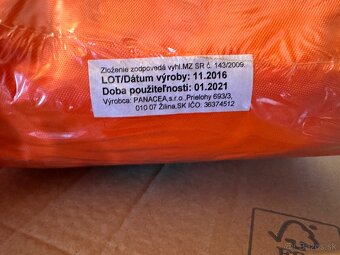 Zloženie zodpovedá vyhl.MZ SR č. 143/2009.
LOT/Dátum výroby: 11.2016
Doba použiteľnosti: 01.2021
Výrobca: PANACEA,s.r.o.,Prielohy 693/3,
010 07 Žilina,SK IČO: 36374512